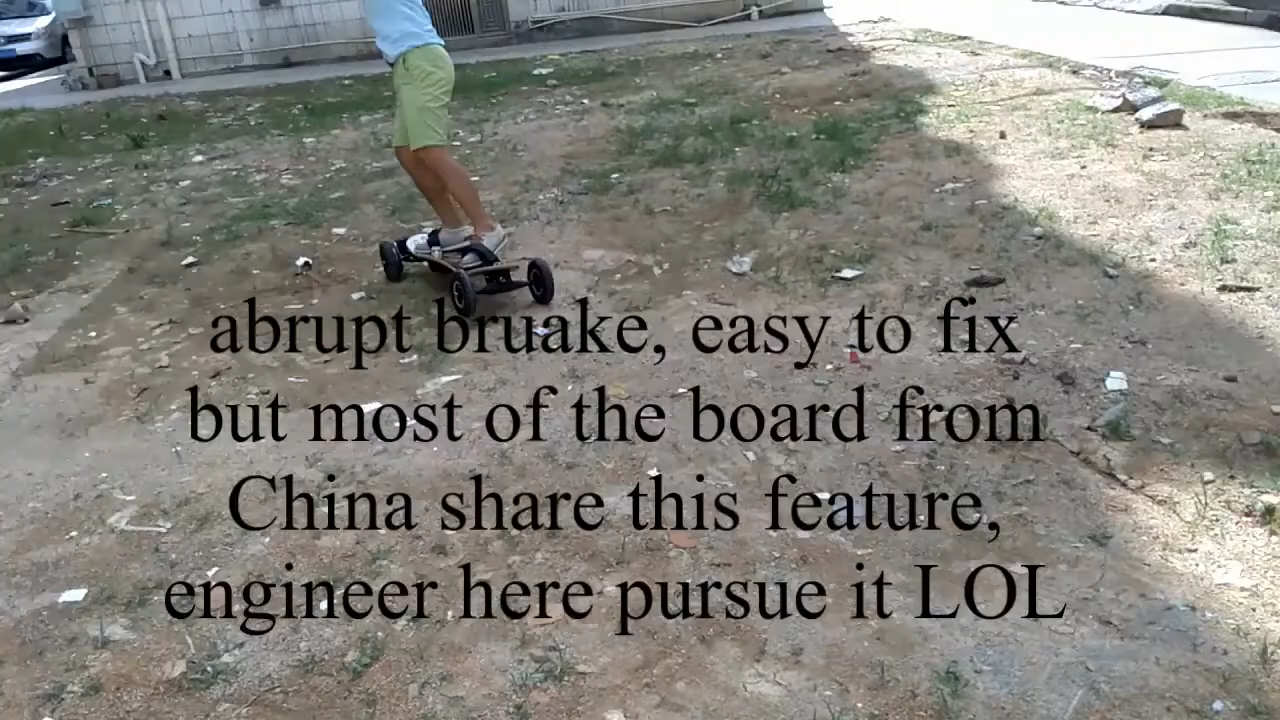 abrupt bruake, easy to fix
but most of the board from
China share this feature,
engineer here pursue it LOL